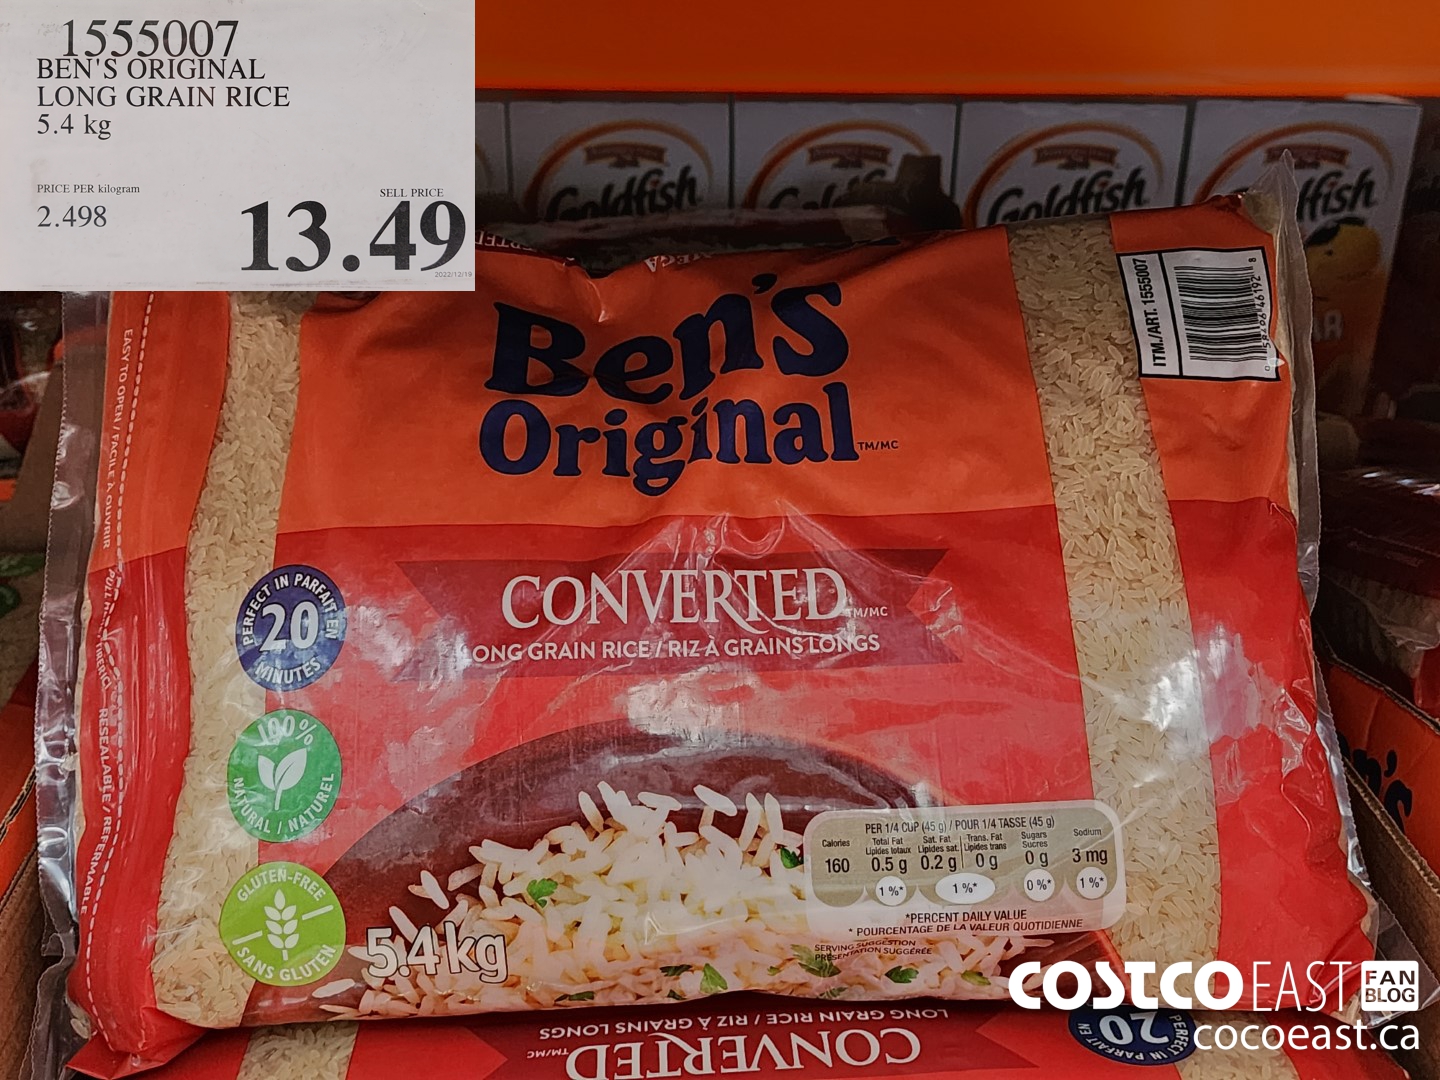 1555007
BEN'S ORIGINAL
LONG GRAIN RICE
5.4 kg
PRICE PER kilogram
SELL PRICE
2.498
13.49
2022/12/19
Goldfish
Goldfish
Goldfish
Ben's
Original TM/MC
ITM./ART. 1555007
EASY TO OPEN / FACILE À OUVRIR
RESEALABLE / REFERMABLE
CONVERTED TM/MC
ONG GRAIN RICE / RIZ À GRAINS LONGS
PERFECT IN PARFAIT EN
20
MINUTES
100%
NATURAL / NATUREL
GLUTEN-FREE
SANS GLUTEN
5.4 kg
PER 1/4 CUP (45 g) / POUR 1/4 TASSE (45 g)
Calories
160
Total Fat
Lipides totaux
0.5 g
1 %*
Sat. Fat
Lipides sat.
0.2 g
Trans. Fat
Lipides trans
0 g
1 %*
Sugars
Sucres
0 g
0 %*
Sodium
3 mg
1 %*
*PERCENT DAILY VALUE
* POURCENTAGE DE LA VALEUR QUOTIDIENNE
SERVING SUGGESTION
PRÉSENTATION SUGGÉRÉE
LONG GRAIN RICE / RIZ À GRAINS LONGS
CONVERTED TM/MC
PERFECT IN PARFAIT EN
20
COSTCO EAST FAN
BLOG
cocoeast.ca